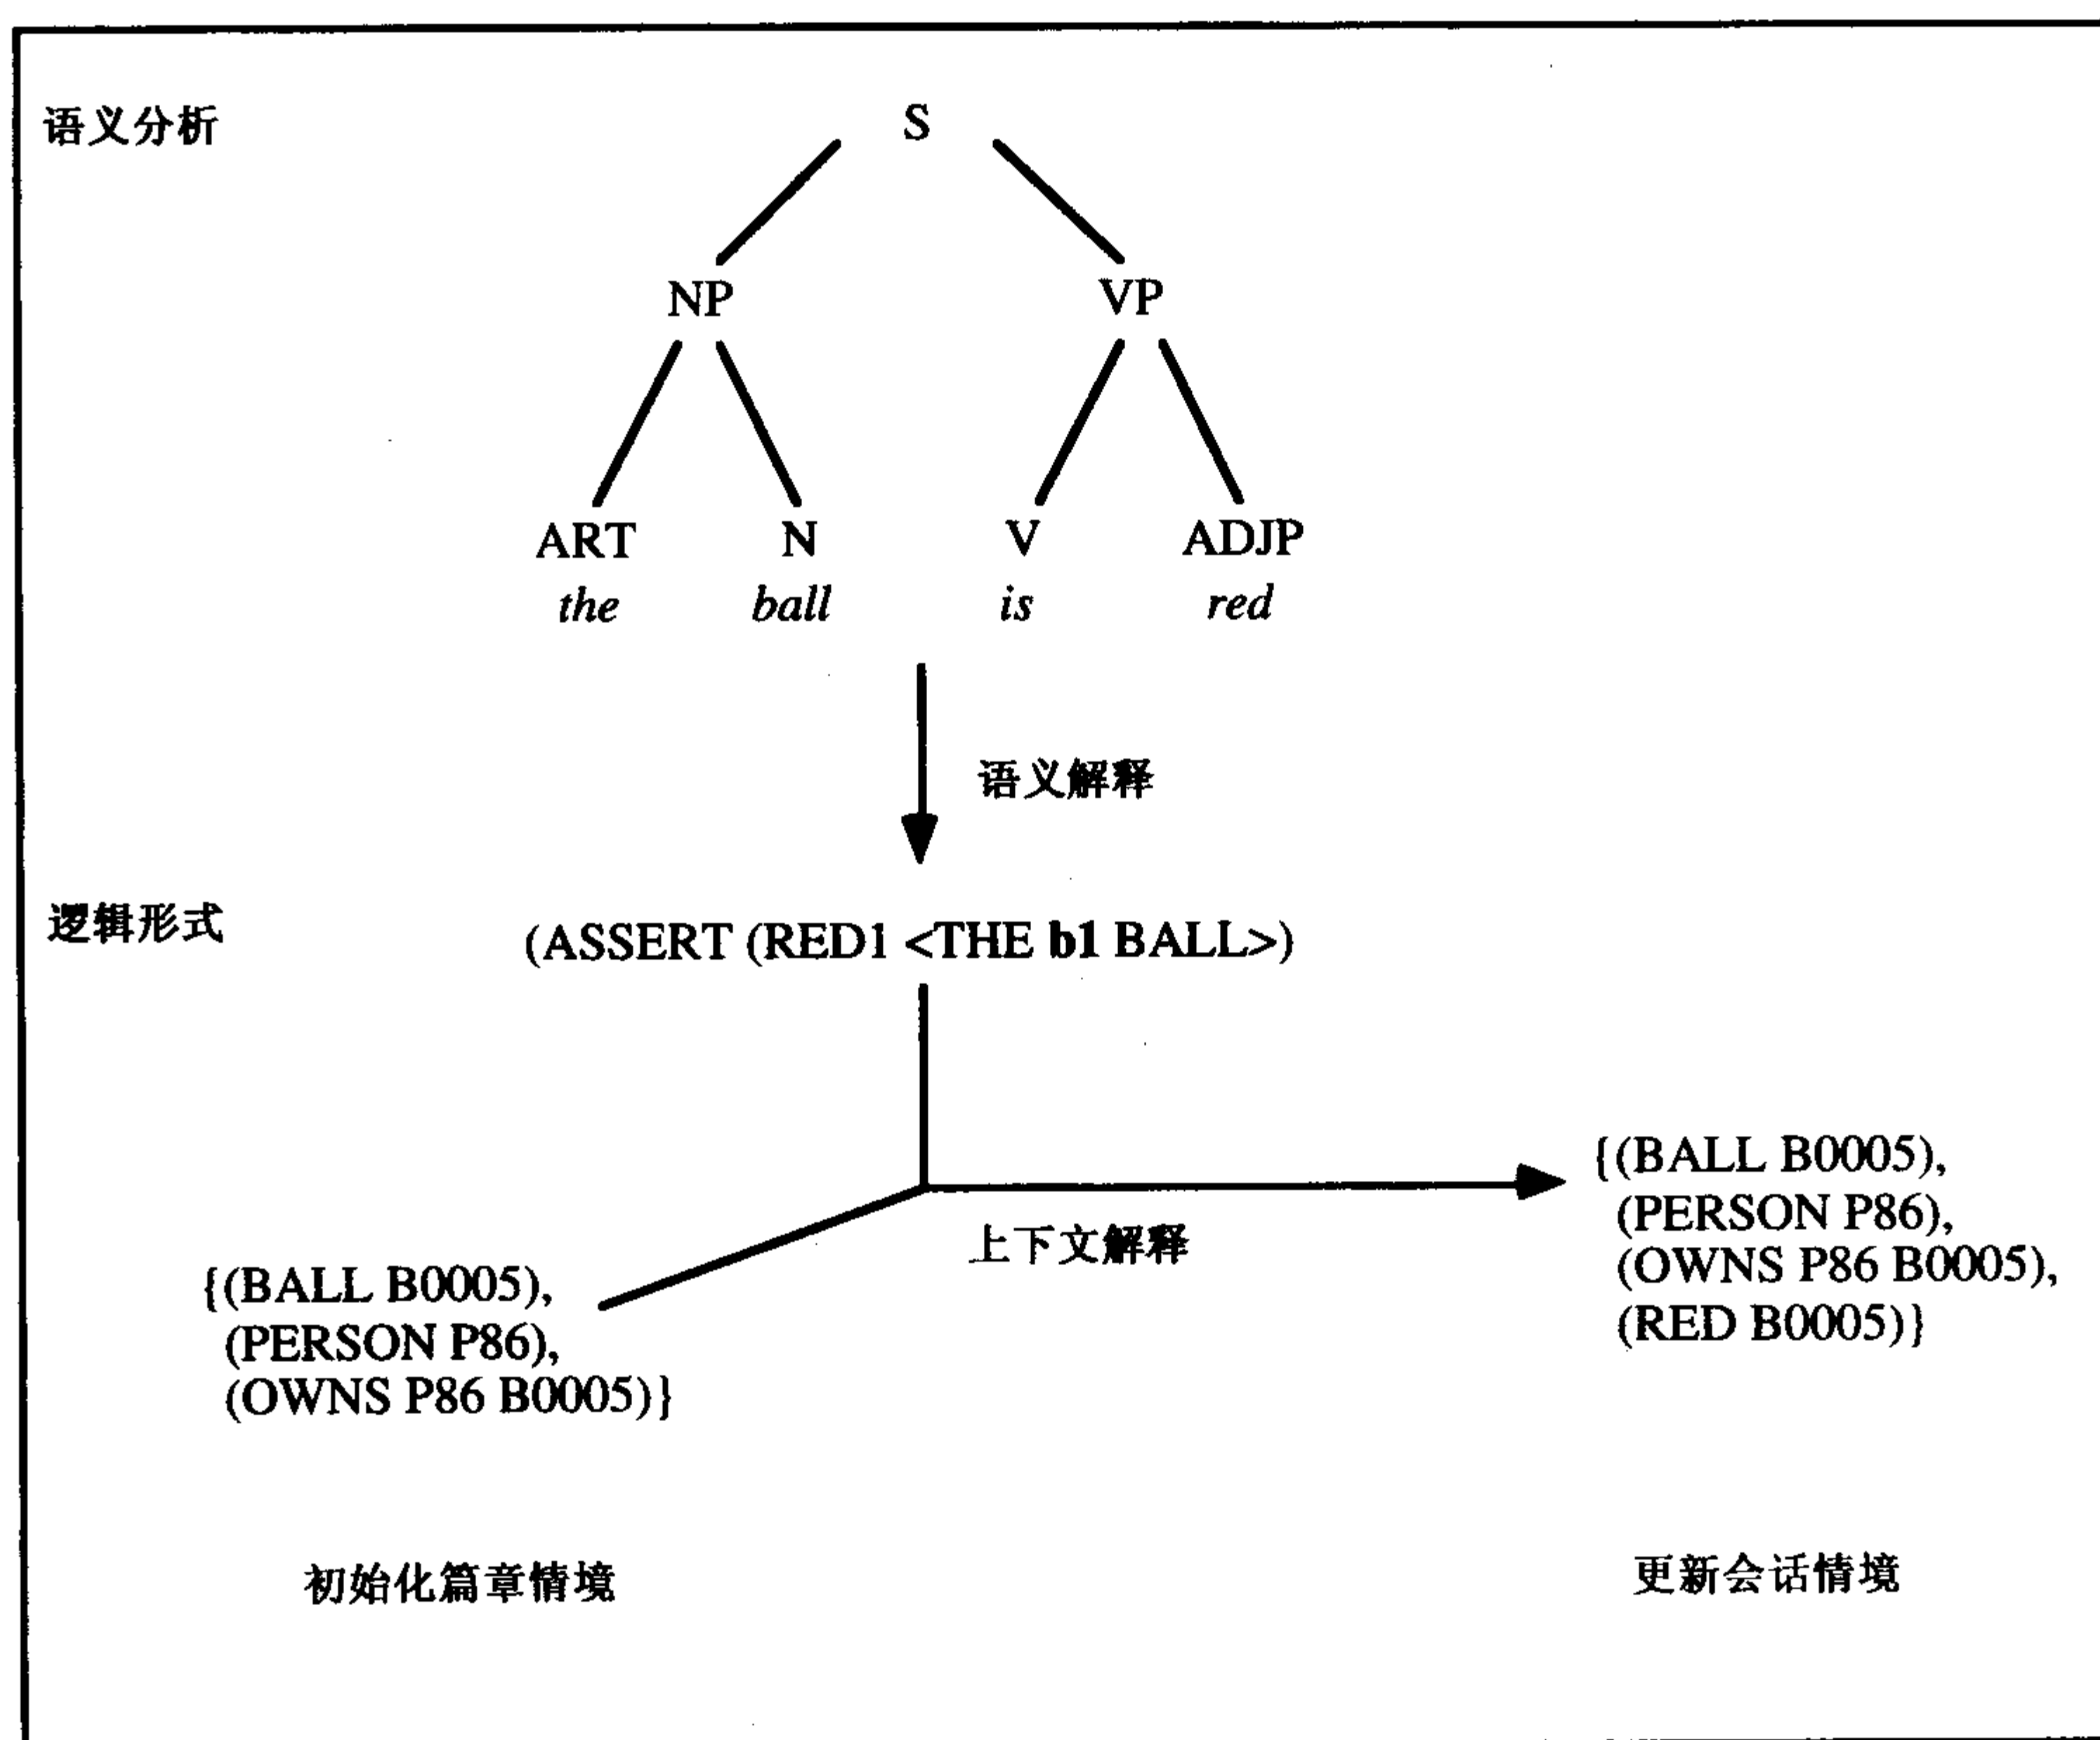 语义分析
S
NP VP
ART N V ADJP
the ball is red
语义解释
逻辑形式
(ASSERT (RED1 <THE b1 BALL>)
{(BALL B0005),
(PERSON P86),
(OWNS P86 B0005),
(RED B0005)}
上下文解释
{(BALL B0005),
(PERSON P86),
(OWNS P86 B0005)}
初始化篇章情境
更新会话情境